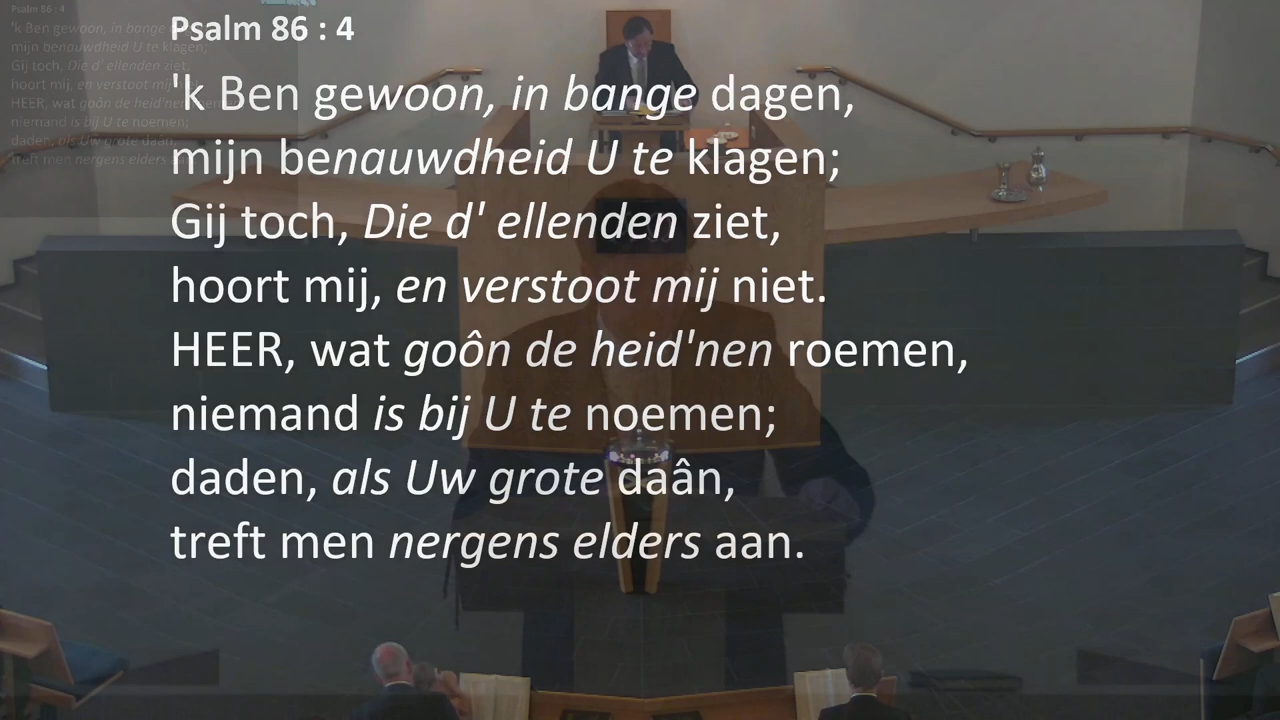 Psalm 86 : 4
'k Ben gewoon, in bange dagen,
mijn benauwdheid U te klagen;
Gij toch, Die d' ellenden ziet,
hoort mij, en verstoot mij niet.
HEER, wat goôn de heid'nen roemen,
niemand is bij U te noemen;
daden, als Uw grote daân,
treft men nergens elders aan.